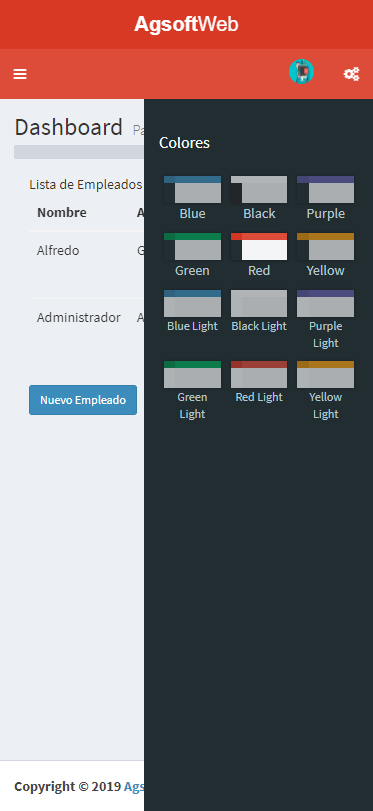 AgsoftWeb
Dashboard Pa
Colores
Lista de Empleados
Nombre A
Alfredo G
Administrador A
Nuevo Empleado
Blue Black Purple
Green Red Yellow
Blue Light Black Light Purple
Light
Green Red Light Yellow
Light Light
Copyright © 2019 Ags